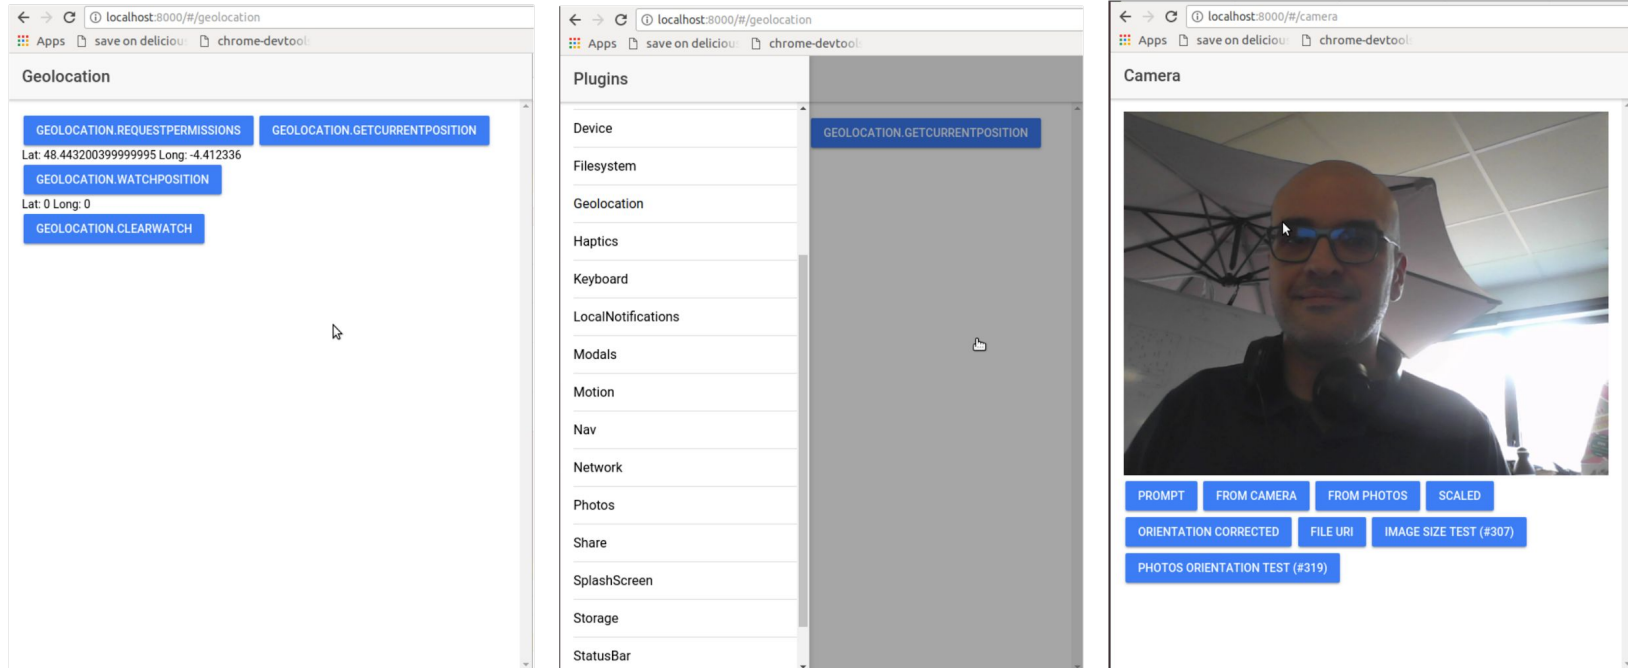 localhost:8000/#/geolocation
Apps save on deliciou chrome-devtool
Geolocation
GEOLOCATION.REQUESTPERMISSIONS GEOLOCATION.GETCURRENTPOSITION
Lat: 48.443200399999995 Long: -4.412336
GEOLOCATION.WATCHPOSITION
Lat: 0 Long: 0
GEOLOCATION.CLEARWATCH
localhost:8000/#/geolocation
Apps save on deliciou chrome-devtool
Plugins
Device
GEOLOCATION.GETCURRENTPOSITION
Filesystem
Geolocation
Haptics
Keyboard
LocalNotifications
Modals
Motion
Nav
Network
Photos
Share
SplashScreen
Storage
StatusBar
localhost:8000/#/camera
Apps save on deliciou chrome-devtool
Camera
PROMPT FROM CAMERA FROM PHOTOS SCALED
ORIENTATION CORRECTED FILE URI IMAGE SIZE TEST (#307)
PHOTOS ORIENTATION TEST (#319)